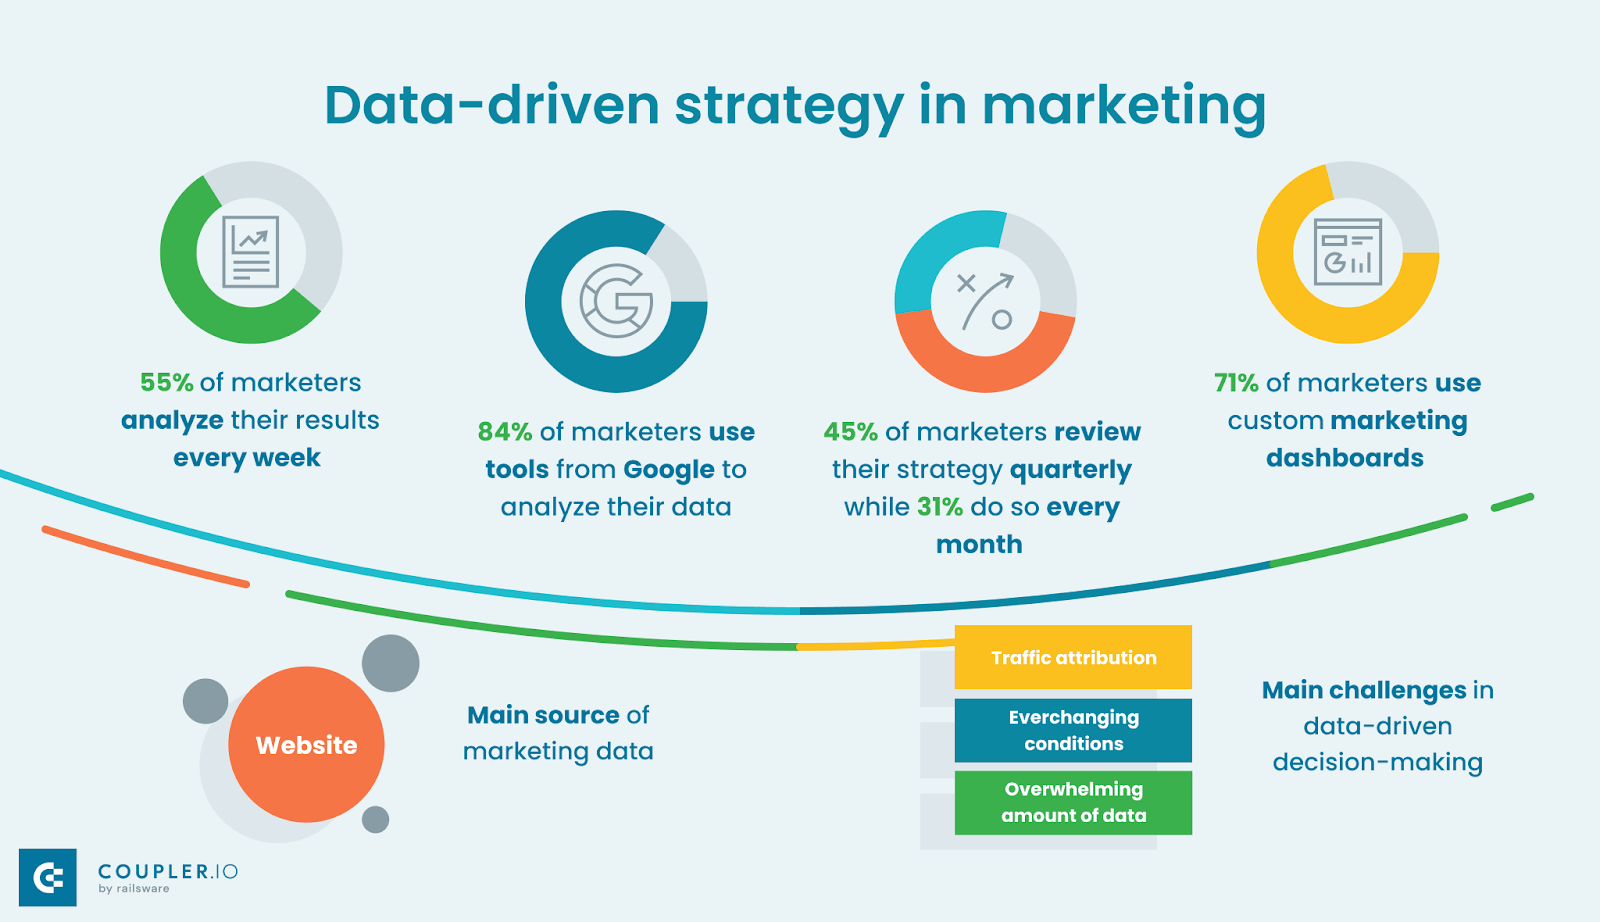 Data-driven strategy in marketing
55% of marketers
analyze their results
every week
84% of marketers use
tools from Google to
analyze their data
45% of marketers review
their strategy quarterly
while 31% do so every
month
71% of marketers use
custom marketing
dashboards
Website
Main source of
marketing data
Traffic attribution
Everchanging
conditions
Overwhelming
amount of data
Main challenges in
data-driven
decision-making
COUPLER.IO
by railsware